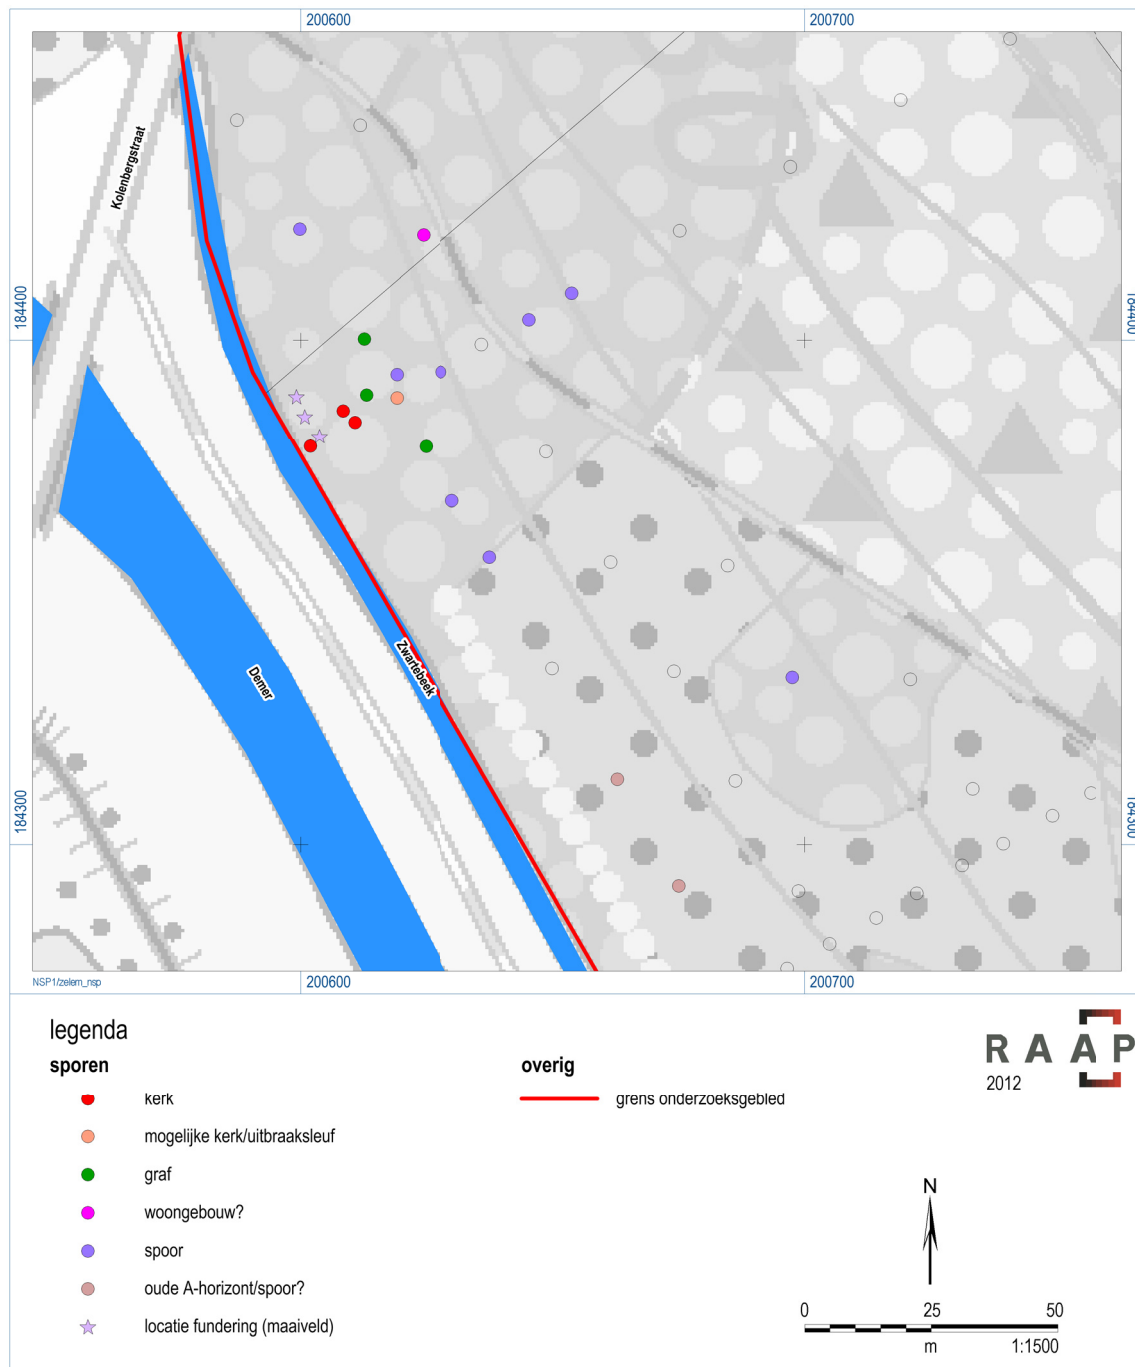 200600 200700
Kolenbergstraat
184400 184400
Zwartebeek
Demer
184300 184300
NSP1/zelem_nsp
200600 200700
legenda
sporen
kerk
mogelijke kerk/uitbraaksleuf
graf
woongebouw?
spoor
oude A-horizont/spoor?
locatie fundering (maaiveld)
overig
grens onderzoeksgebied
RAAP
2012
N
0 25 50
m 1:1500